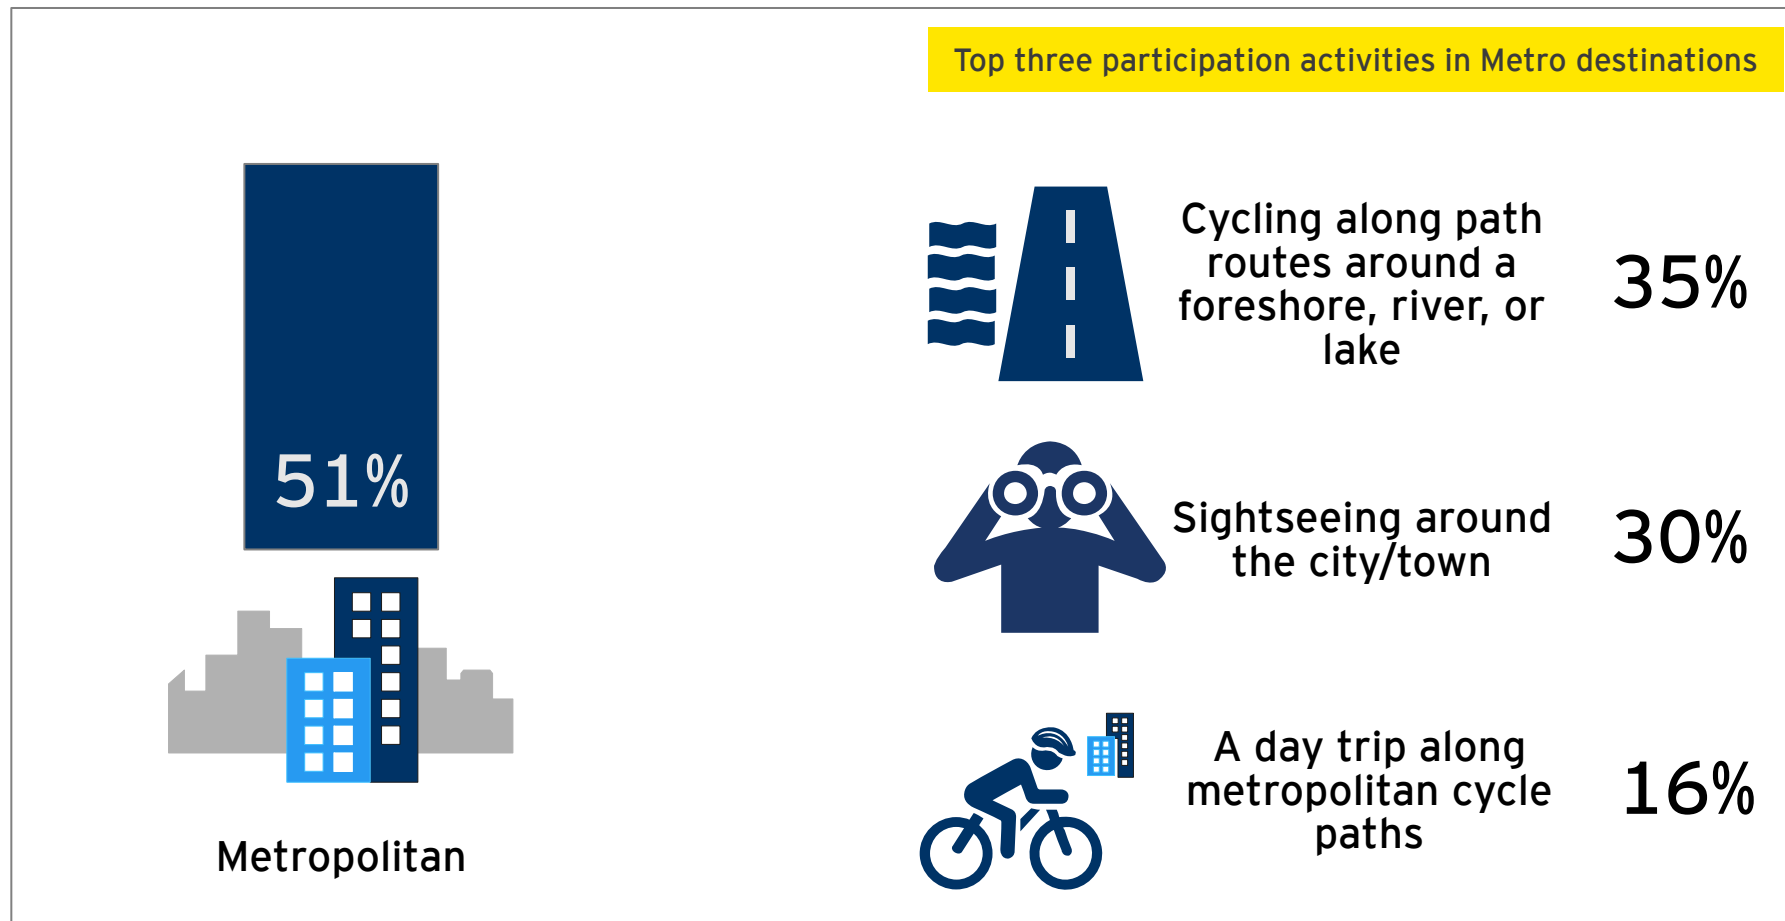 Top three participation activities in Metro destinations
51%
Metropolitan
Cycling along path
routes around a
foreshore, river, or
lake
35%
Sightseeing around
the city/town
30%
A day trip along
metropolitan cycle
paths
16%